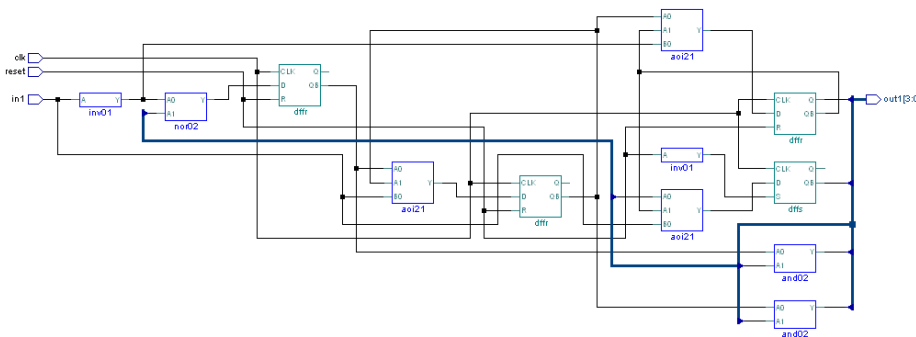 clk
reset
in1
A Y
inv01
A0 Y
A1
nor02
CLK Q
D QB
R
dffr
A0
A1 Y
B0
aoi21
CLK Q
D QB
R
dffr
A0
A1 Y
B0
aoi21
A Y
inv01
A0
A1 Y
B0
aoi21
CLK Q
D QB
R
dffr
CLK Q
D QB
S
dffs
A0 Y
A1
and02
A0 Y
A1
and02
out1[3:0